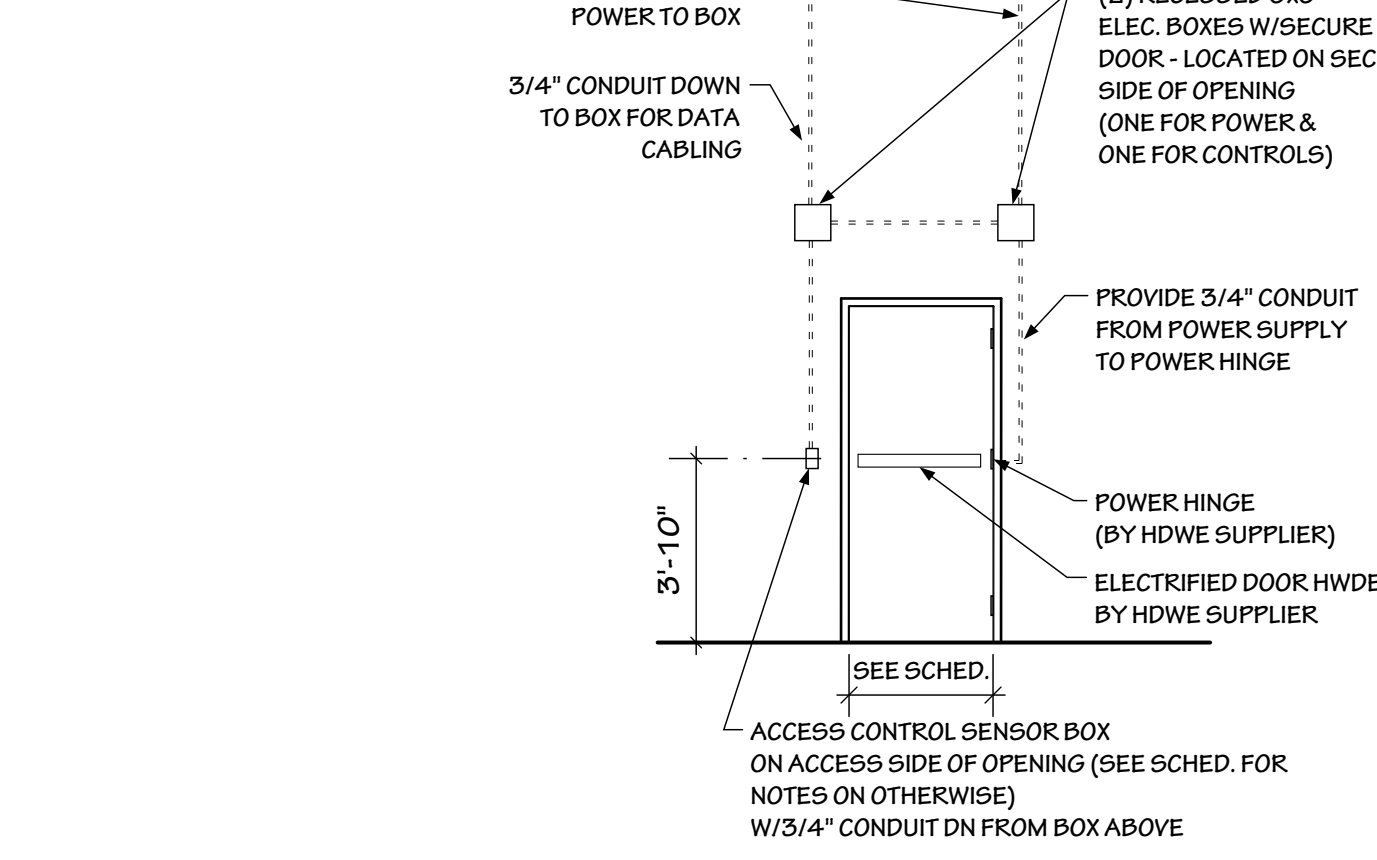 POWER TO BOX
3/4" CONDUIT DOWN
TO BOX FOR DATA
CABLING
ELEC. BOXES W/SECURE
DOOR - LOCATED ON SEC
SIDE OF OPENING
(ONE FOR POWER &
ONE FOR CONTROLS)
PROVIDE 3/4" CONDUIT
FROM POWER SUPPLY
TO POWER HINGE
3'-10"
POWER HINGE
(BY HDWE SUPPLIER)
ELECTRIFIED DOOR HWDE
BY HDWE SUPPLIER
SEE SCHED.
ACCESS CONTROL SENSOR BOX
ON ACCESS SIDE OF OPENING (SEE SCHED. FOR
NOTES ON OTHERWISE)
W/3/4" CONDUIT DN FROM BOX ABOVE